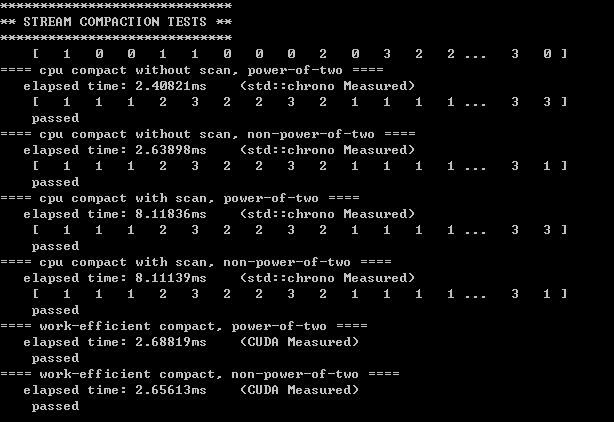 *****************************
** STREAM COMPACTION TESTS **
*****************************
    [   1   0   0   1   0   0   0   2   0   3   2   2 ...   3   0 ]
==== cpu compact without scan, power-of-two ====
   elapsed time: 2.40821ms    (std::chrono Measured)
    [   1   1   1   2   3   2   2   3   2   1   1   1 ...   3   3 ]
    passed
==== cpu compact without scan, non-power-of-two ====
   elapsed time: 2.63898ms    (std::chrono Measured)
    [   1   1   1   2   3   2   2   3   2   1   1   1 ...   3   1 ]
    passed
==== cpu compact with scan, power-of-two ====
   elapsed time: 8.11836ms    (std::chrono Measured)
    [   1   1   1   2   3   2   2   3   2   1   1   1 ...   3   3 ]
    passed
==== cpu compact with scan, non-power-of-two ====
   elapsed time: 8.11139ms    (std::chrono Measured)
    [   1   1   1   2   3   2   2   3   2   1   1   1 ...   3   1 ]
    passed
==== work-efficient compact, power-of-two ====
   elapsed time: 2.68819ms    (CUDA Measured)
    passed
==== work-efficient compact, non-power-of-two ====
   elapsed time: 2.65613ms    (CUDA Measured)
    passed